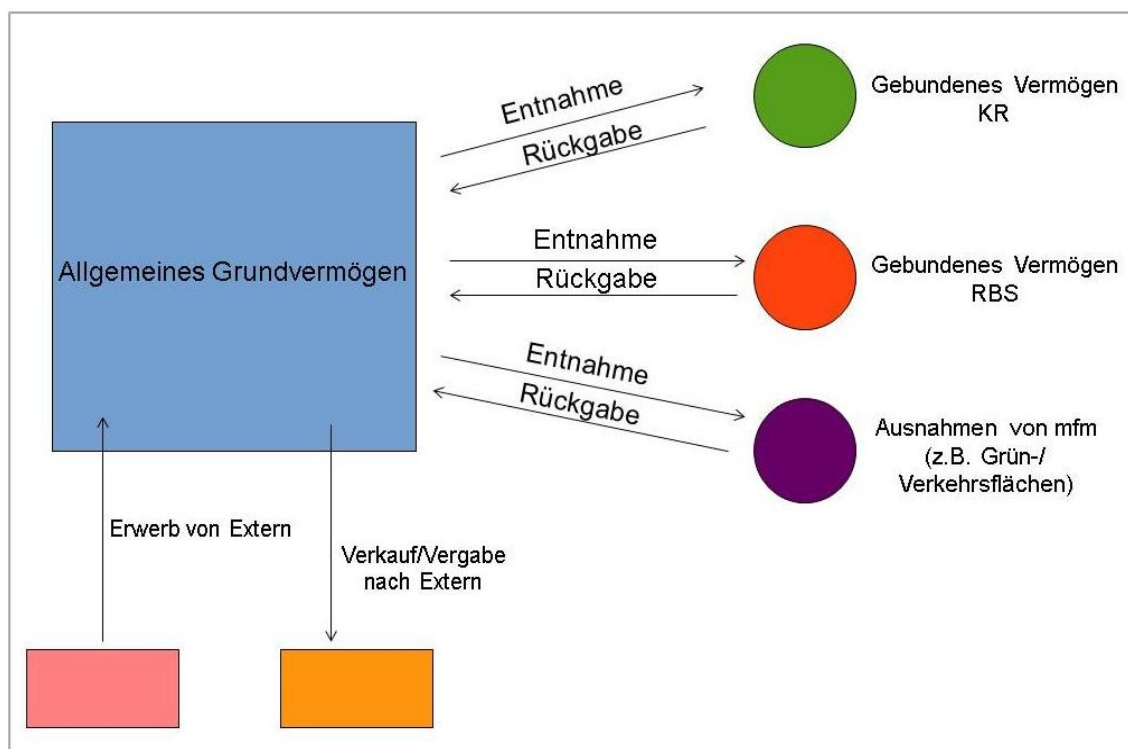 Entnahme
Rückgabe
Gebundenes Vermögen
KR
Allgemeines Grundvermögen
Entnahme
Rückgabe
Gebundenes Vermögen
RBS
Entnahme
Rückgabe
Ausnahmen von mfm
(z.B. Grün-/
Verkehrsflächen)
Erwerb von Extern
Verkauf/Vergabe
nach Extern